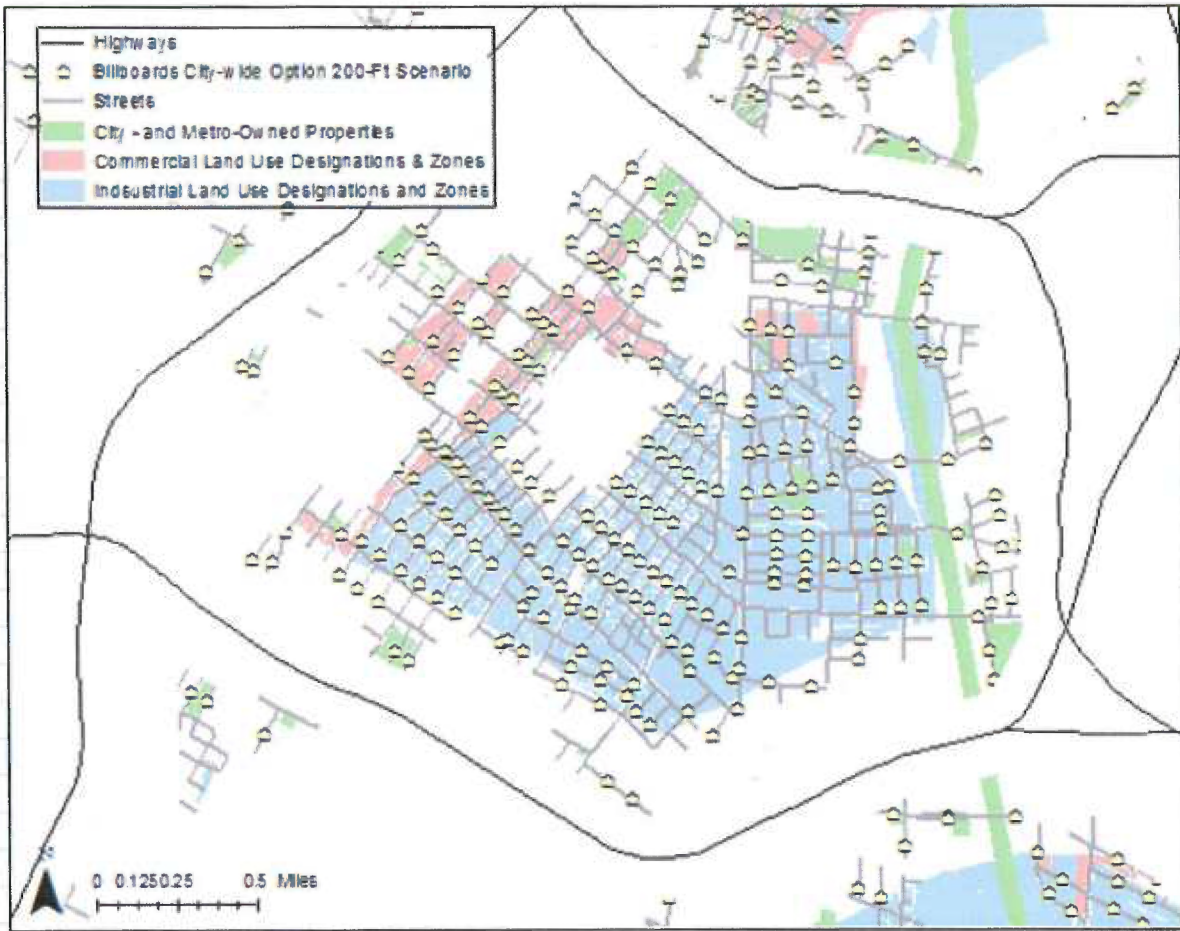 Highways
Billboards City-wide Option 200-Ft Scenario
Streets
City - and Metro-Owned Properties
Commercial Land Use Designations & Zones
Indsustrial Land Use Designations and Zones
0 0.1250.25 0.5 Miles